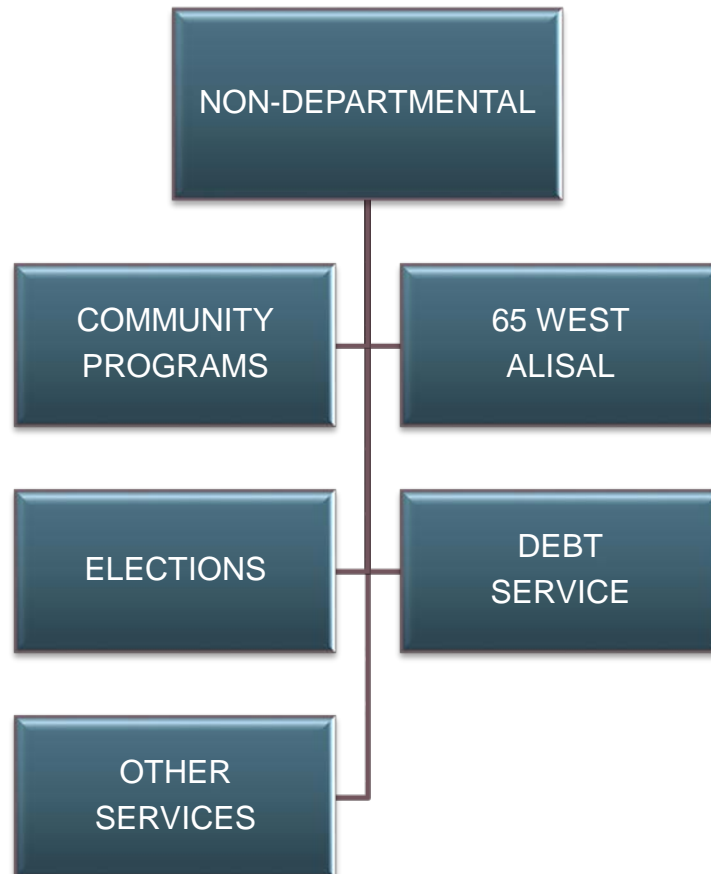 NON-DEPARTMENTAL
COMMUNITY
PROGRAMS
65 WEST
ALISAL
ELECTIONS
DEBT
SERVICE
OTHER
SERVICES